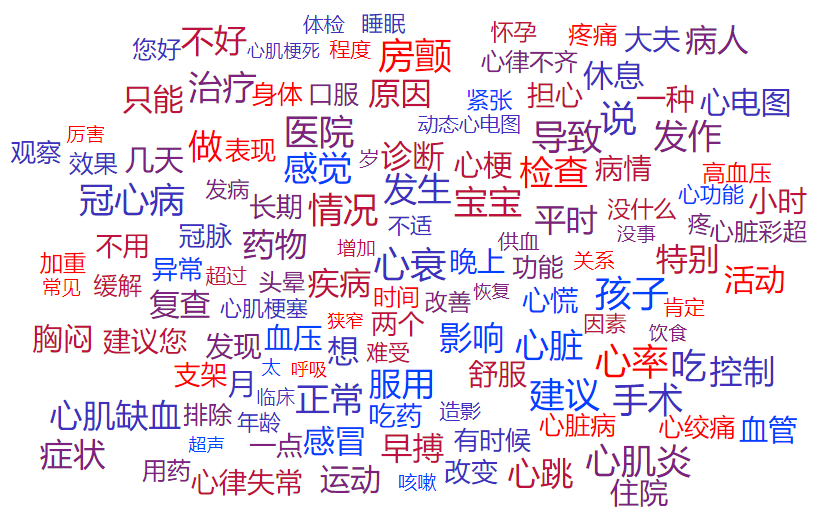 体检 睡眠
您好 不好 心肌梗死 程度 房颤 怀孕 疼痛 大夫 病人
心律不齐 休息
只能 治疗 身体 口服 原因 紧张 担心 一种 心电图
厉害 医院 动态心电图 导致 说 发作
观察 效果 几天 做 表现 感觉 岁 诊断 心梗 检查 病情 高血压
冠心病 发病 长期 情况 发生 宝宝 平时 没什么 心功能 小时
不用 冠脉 药物 增加 不适 供血 没事 疼 心脏彩超
加重 异常 超过 头晕 疾病 心衰 晚上 功能 关系 特别 活动
常见 缓解 复查 心肌梗塞 时间 改善 恢复 心慌 孩子 肯定
胸闷 建议您 发现 血压 狭窄 想 两个 难受 影响 心脏 因素 饮食
支架 月 太 呼吸 临床 正常 服用 舒服 建议 心率 手术 吃 控制
心肌缺血 排除 年龄 吃药 造影 心脏病 心绞痛 血管
症状 超声 一点 感冒 早搏 有时候
用药 心律失常 运动 咳嗽 改变 心跳 心肌炎
住院